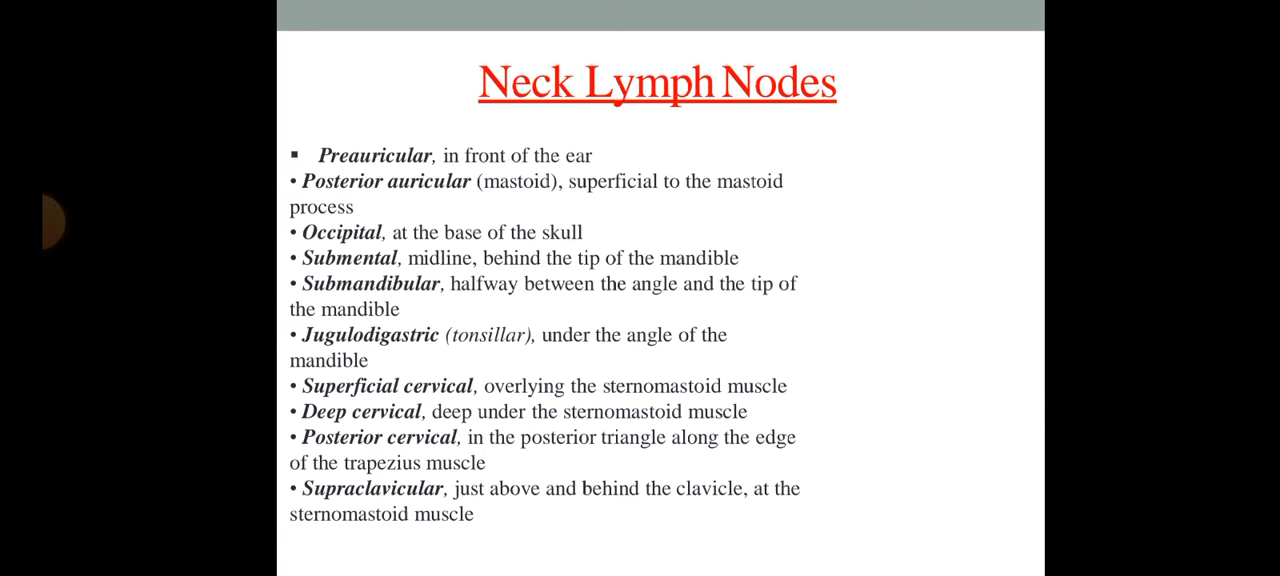 Neck Lymph Nodes
▪ Preauricular, in front of the ear
• Posterior auricular (mastoid), superficial to the mastoid
process
• Occipital, at the base of the skull
• Submental, midline, behind the tip of the mandible
• Submandibular, halfway between the angle and the tip of
the mandible
• Jugulodigastric (tonsillar), under the angle of the
mandible
• Superficial cervical, overlying the sternomastoid muscle
• Deep cervical, deep under the sternomastoid muscle
• Posterior cervical, in the posterior triangle along the edge
of the trapezius muscle
• Supraclavicular, just above and behind the clavicle, at the
sternomastoid muscle